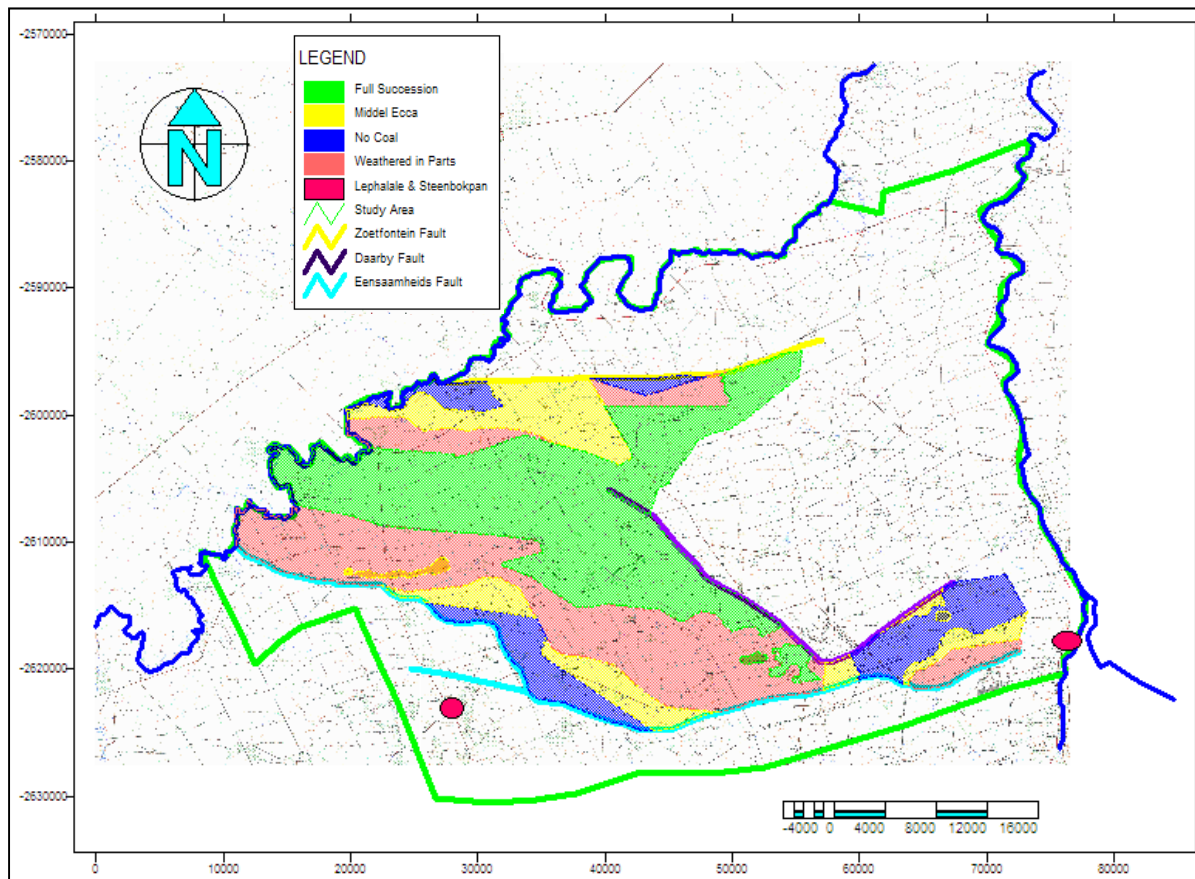 -2570000
LEGEND
Full Succession
Middel Ecca
No Coal
Weathered in Parts
Lephalale & Steenbokpan
Study Area
Zoetfontein Fault
Daarby Fault
Eensaamheids Fault
N
-2580000
-2590000
-2600000
-2610000
-2620000
-2630000
-4000 0 4000 8000 12000 16000
0 10000 20000 30000 40000 50000 60000 70000 80000